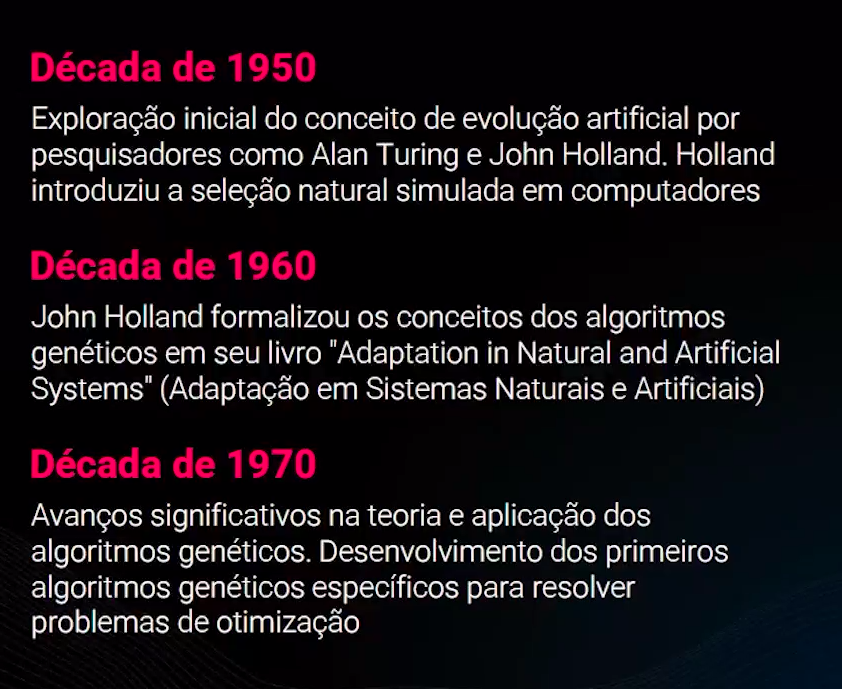 Década de 1950
Exploração inicial do conceito de evolução artificial por
pesquisadores como Alan Turing e John Holland. Holland
introduziu a seleção natural simulada em computadores
Década de 1960
John Holland formalizou os conceitos dos algoritmos
genéticos em seu livro "Adaptation in Natural and Artificial
Systems" (Adaptação em Sistemas Naturais e Artificiais)
Década de 1970
Avanços significativos na teoria e aplicação dos
algoritmos genéticos. Desenvolvimento dos primeiros
algoritmos genéticos específicos para resolver
problemas de otimização